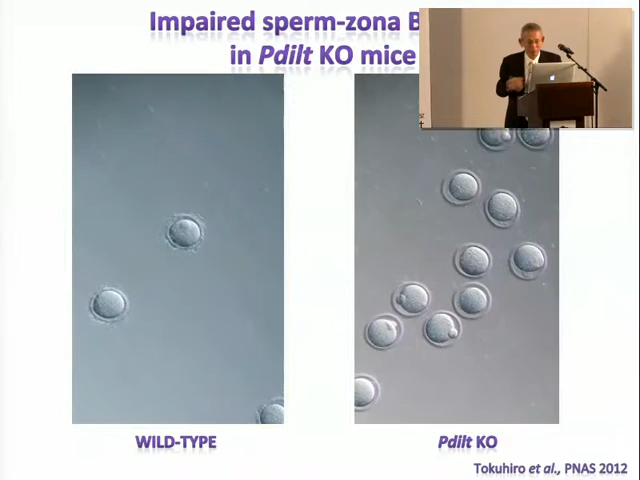 Impaired sperm-zona B
in Pdilt KO mice
WILD-TYPE
Pdilt KO
Tokuhiro et al., PNAS 2012